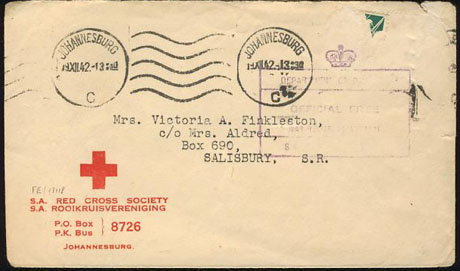 JOHANNESBURG
C
JOHANNESBURG
C
OFFICIAL FREE
Mrs. Victoria A. Finkleston,
c/o Mrs. Aldred,
Box 690,
SALISBURY, S.R.
S.A. RED CROSS SOCIETY
S.A. ROOIKRUISVERENIGING
P.O. Box
P.K. Bus
8726
JOHANNESBURG.